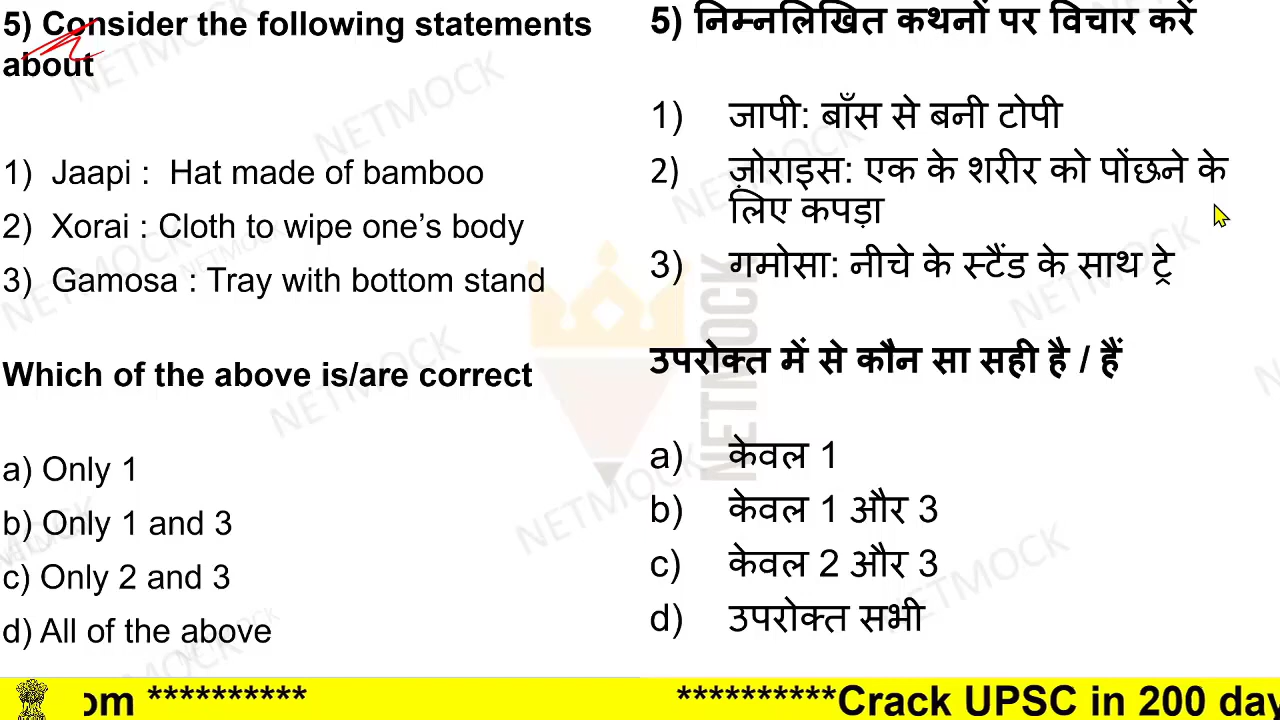 5) Consider the following statements
about
1) Jaapi : Hat made of bamboo
2) Xorai : Cloth to wipe one's body
3) Gamosa : Tray with bottom stand
Which of the above is/are correct
a) Only 1
b) Only 1 and 3
c) Only 2 and 3
d) All of the above
5) निम्नलिखित कथनों पर विचार करें
1) जापी: बाँस से बनी टोपी
2) ज़ोराइस: एक के शरीर को पोंछने के
लिए कपड़ा
3) गमोसा: नीचे के स्टैंड के साथ ट्रे
उपरोक्त में से कौन सा सही है / हैं
a) केवल 1
b) केवल 1 और 3
c) केवल 2 और 3
d) उपरोक्त सभी
NETMOCK
om ********** **********Crack UPSC in 200 day